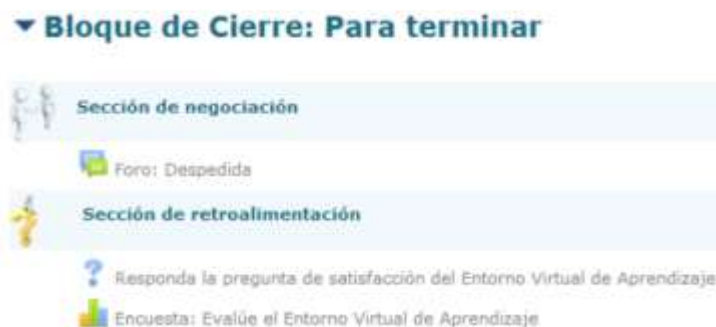 Bloque de Cierre: Para terminar
Sección de negociación
Foro: Despedida
Sección de retroalimentación
Responda la pregunta de satisfacción del Entorno Virtual de Aprendizaje
Encuesta: Evalúe el Entorno Virtual de Aprendizaje